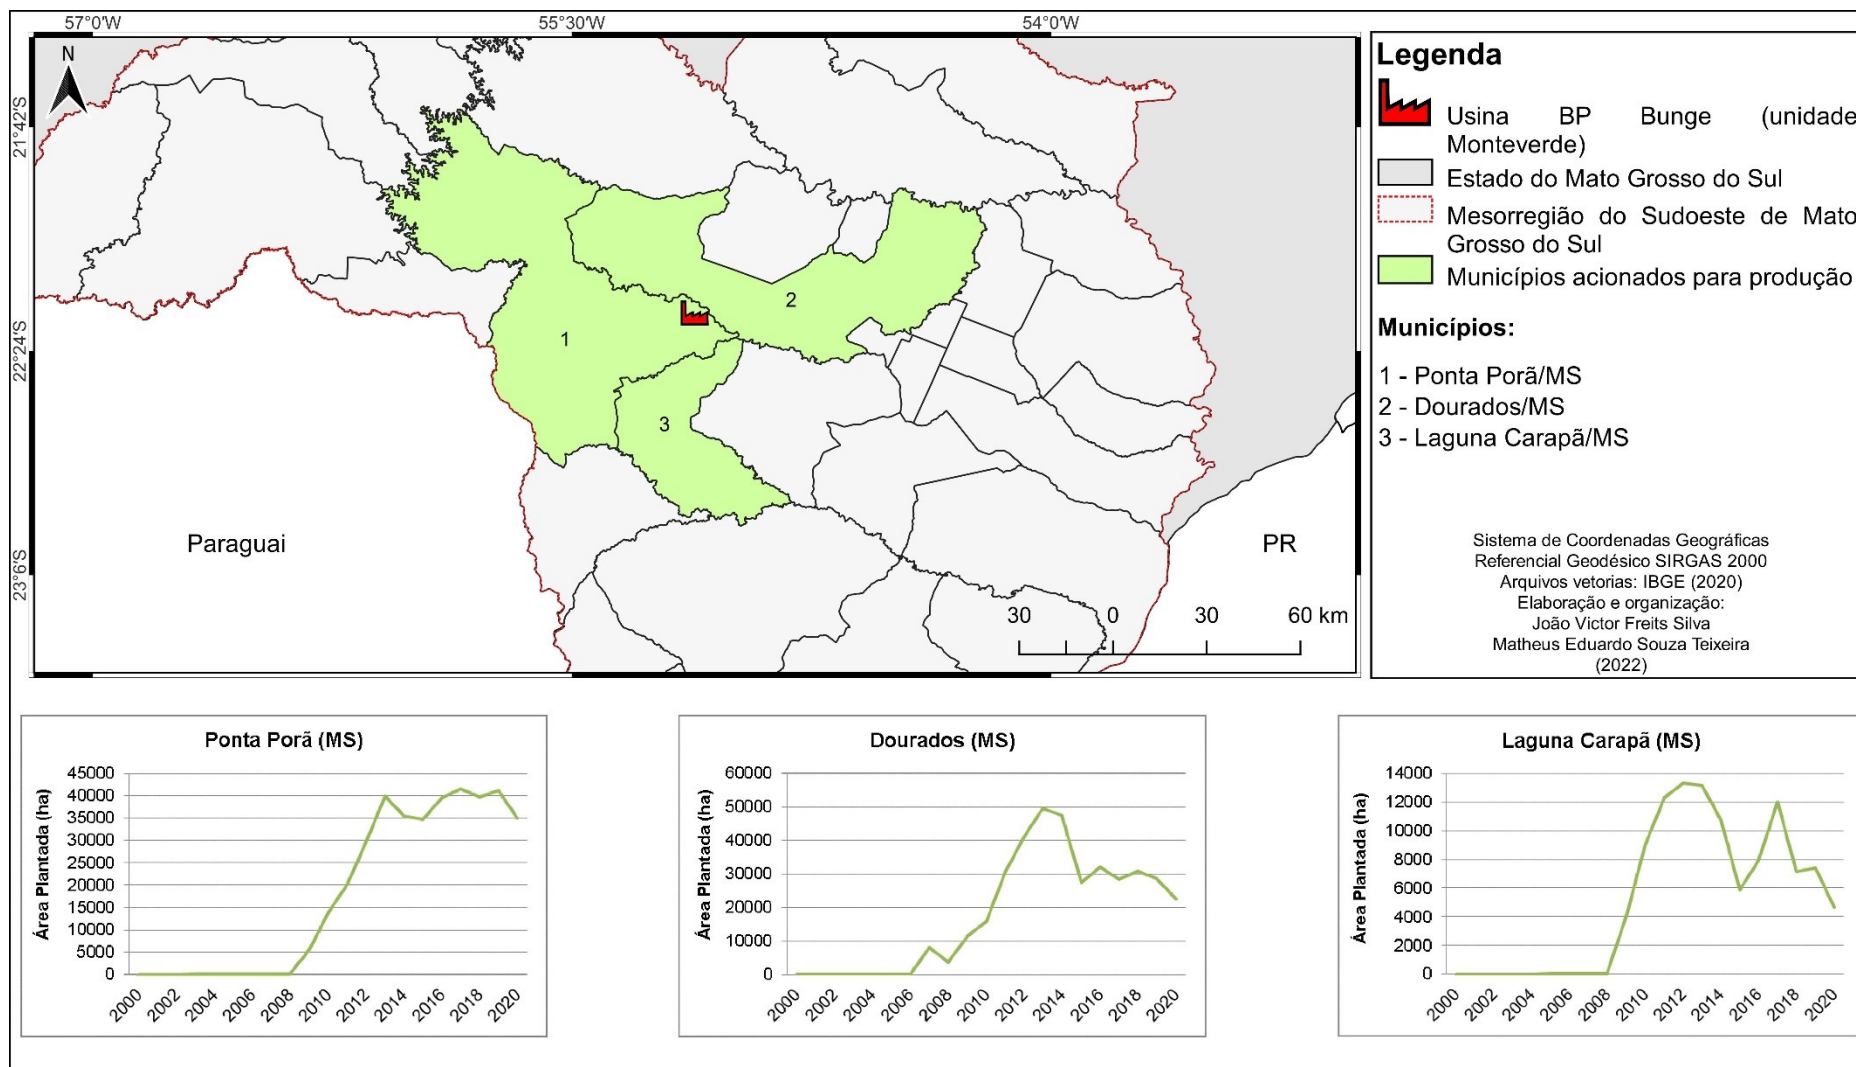 57°0'W
55°30'W
54°0'W
21°42'S
22°24'S
23°6'S
N
1
2
3
Paraguai
PR
30
0
30
60 km
Legenda
Usina BP Bunge (unidade
Monteverde)
Estado do Mato Grosso do Sul
Mesorregião do Sudoeste de Mato
Grosso do Sul
Municípios acionados para produção
Municípios:
1 - Ponta Porã/MS
2 - Dourados/MS
3 - Laguna Carapã/MS
Sistema de Coordenadas Geográficas
Referencial Geodésico SIRGAS 2000
Arquivos vetorias: IBGE (2020)
Elaboração e organização:
João Victor Freits Silva
Matheus Eduardo Souza Teixeira
(2022)
Ponta Porã (MS)
Área Plantada (ha)
45000
40000
35000
30000
25000
20000
15000
10000
5000
0
2000
2002
2004
2006
2008
2010
2012
2014
2016
2018
2020
Dourados (MS)
Área Plantada (ha)
60000
50000
40000
30000
20000
10000
0
2000
2002
2004
2006
2008
2010
2012
2014
2016
2018
2020
Laguna Carapã (MS)
Área Plantada (ha)
14000
12000
10000
8000
6000
4000
2000
0
2000
2002
2004
2006
2008
2010
2012
2014
2016
2018
2020